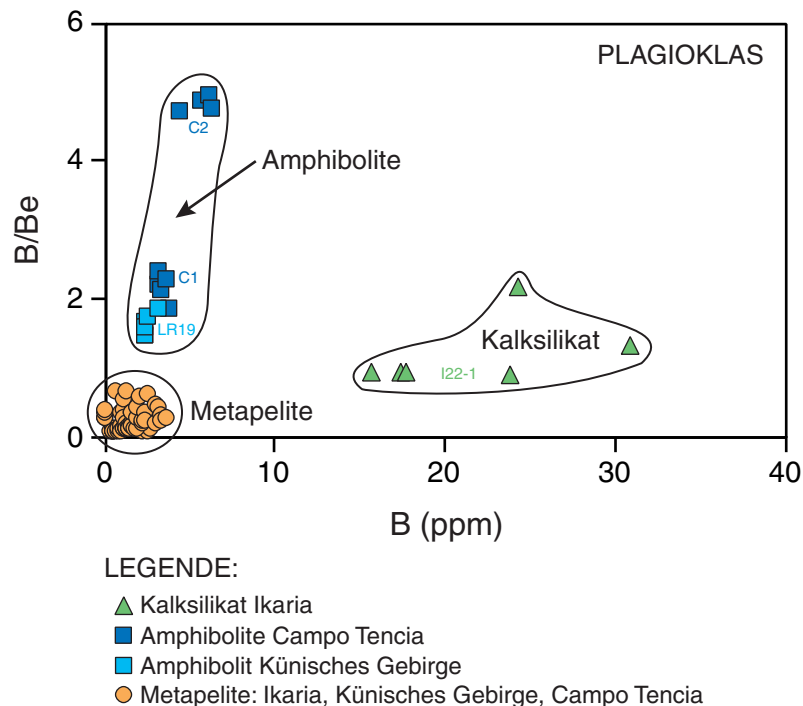 6
PLAGIOKLAS
C2
4
Amphibolite
B/Be
C1
2
LR19
Kalksilikat
I22-1
Metapelite
0
0 10 20 30 40
B (ppm)
LEGENDE:
Kalksilikat Ikaria
Amphibolite Campo Tencia
Amphibolit Künisches Gebirge
Metapelite: Ikaria, Künisches Gebirge, Campo Tencia